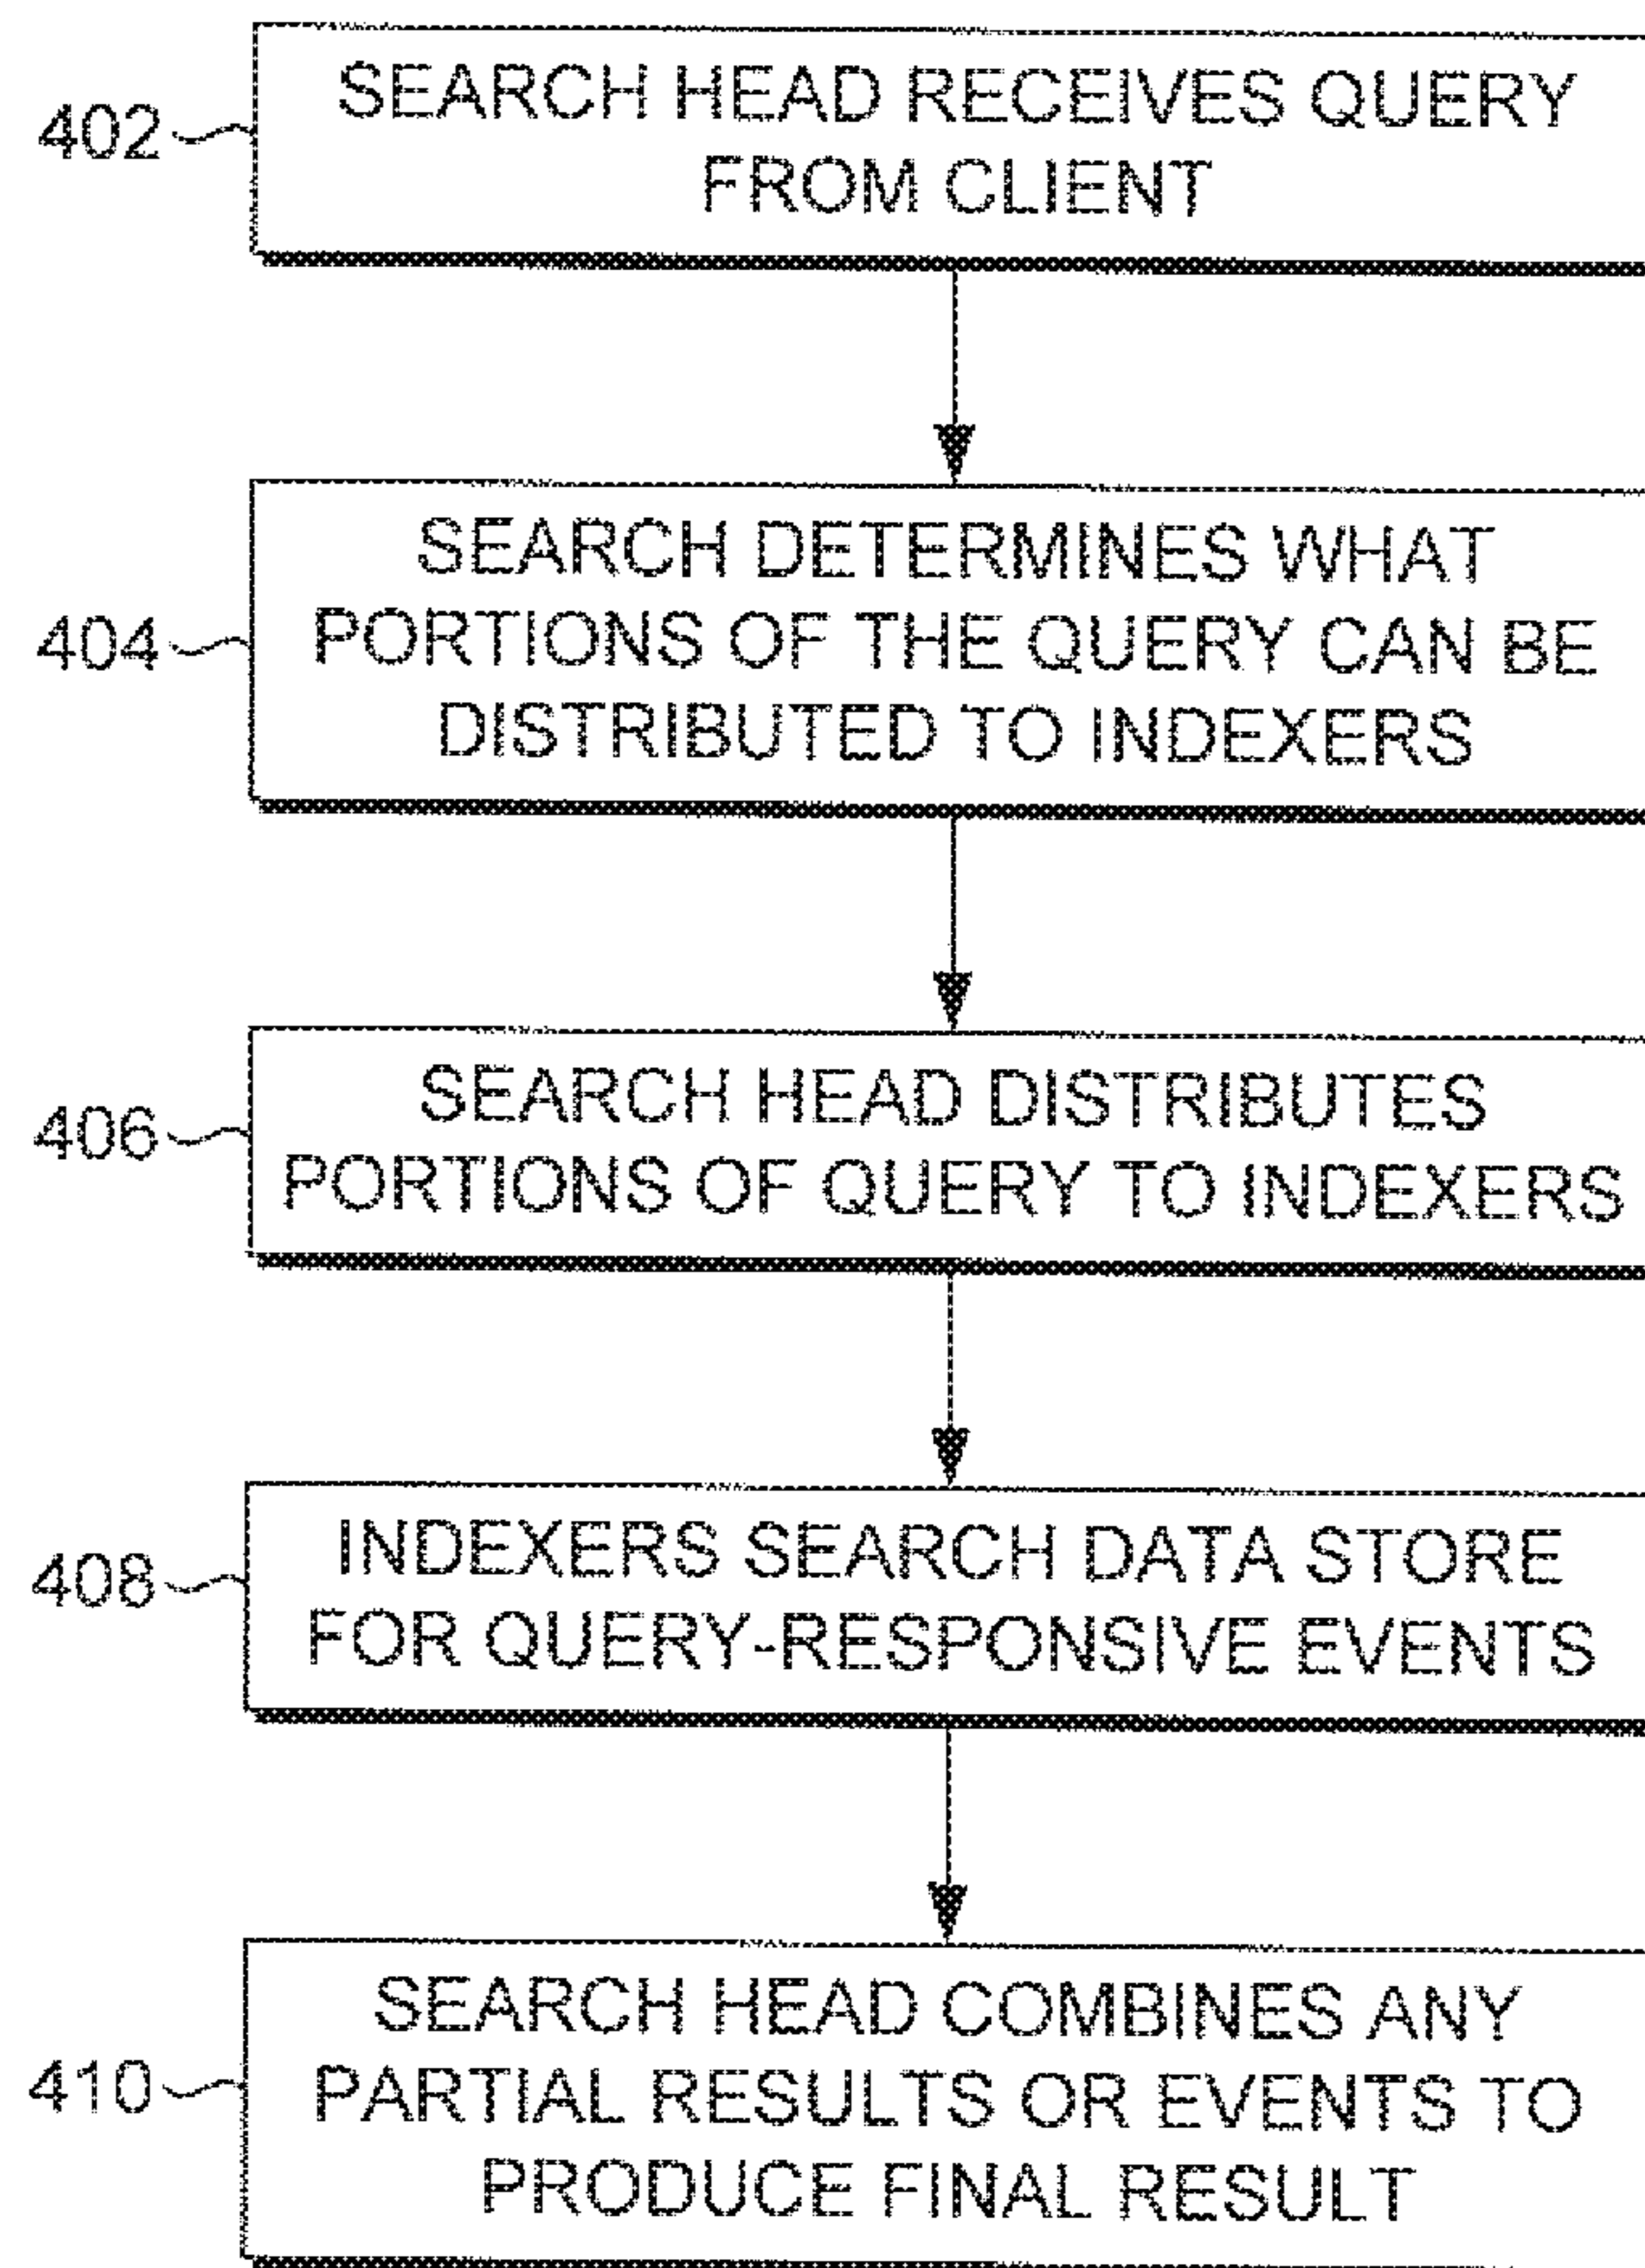 402
SEARCH HEAD RECEIVES QUERY
FROM CLIENT
404
SEARCH DETERMINES WHAT
PORTIONS OF THE QUERY CAN BE
DISTRIBUTED TO INDEXERS
406
SEARCH HEAD DISTRIBUTES
PORTIONS OF QUERY TO INDEXERS
408
INDEXERS SEARCH DATA STORE
FOR QUERY-RESPONSIVE EVENTS
410
SEARCH HEAD COMBINES ANY
PARTIAL RESULTS OR EVENTS TO
PRODUCE FINAL RESULT